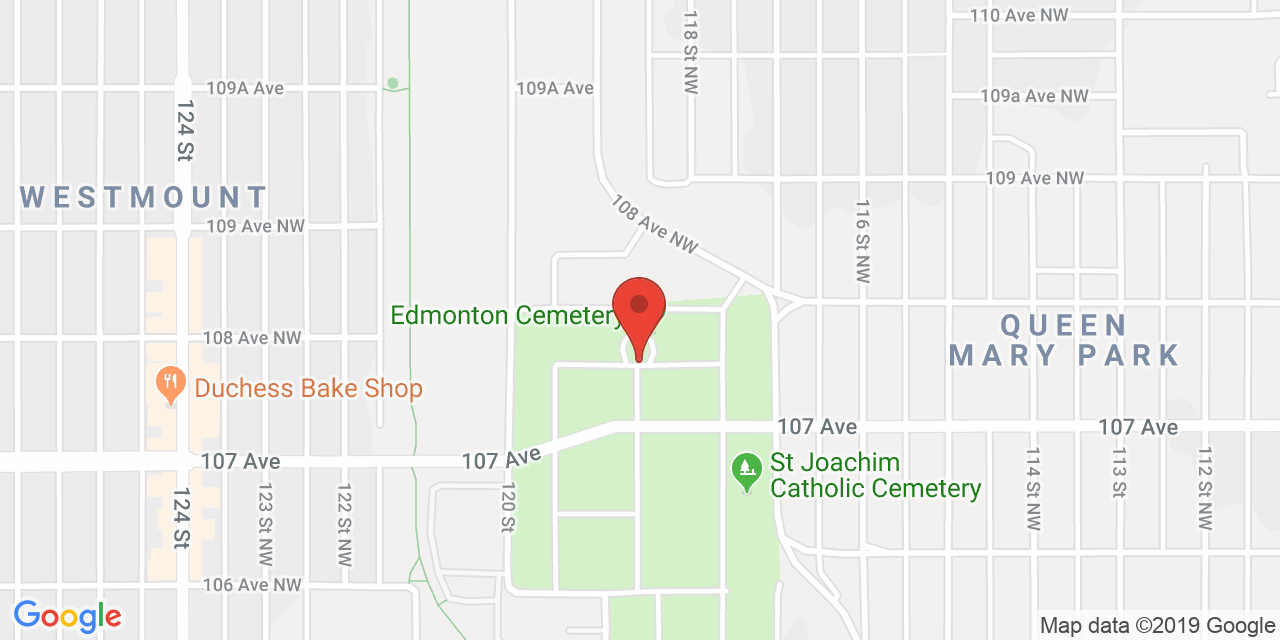 110 Ave NW
118 St NW
109A Ave
109A Ave
109a Ave NW
124 St
109 Ave NW
WESTMOUNT
108 Ave NW
116 St NW
109 Ave NW
Edmonton Cemetery
QUEEN
MARY PARK
108 Ave NW
Duchess Bake Shop
107 Ave
107 Ave
107 Ave
107 Ave
St Joachim
Catholic Cemetery
124 St
123 St NW
122 St NW
120 St
114 St NW
113 St
112 St NW
106 Ave NW
Google
Map data ©2019 Google